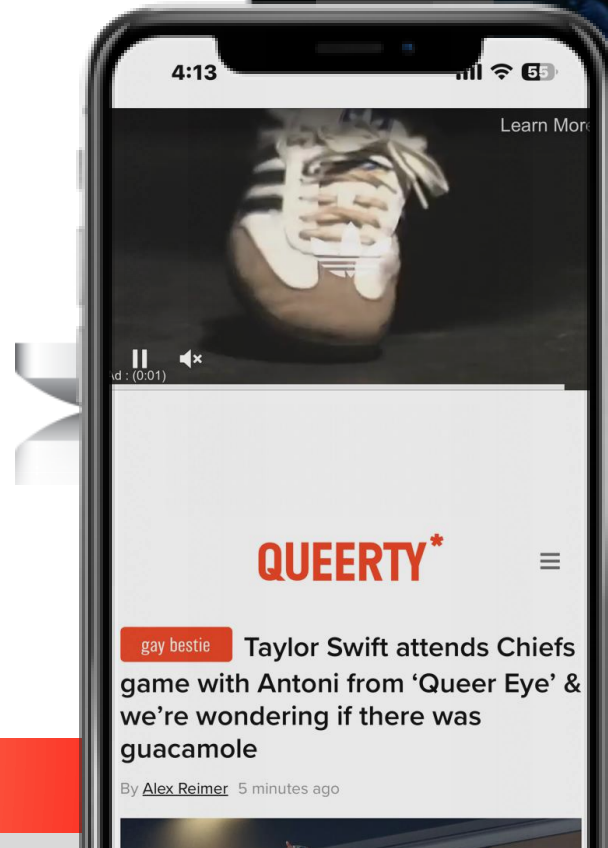 4:13
55
Learn More
Ad : (0:01)
QUEERTY*
gay bestie Taylor Swift attends Chiefs
game with Antoni from ‘Queer Eye’ &
we’re wondering if there was
guacamole
By Alex Reimer 5 minutes ago